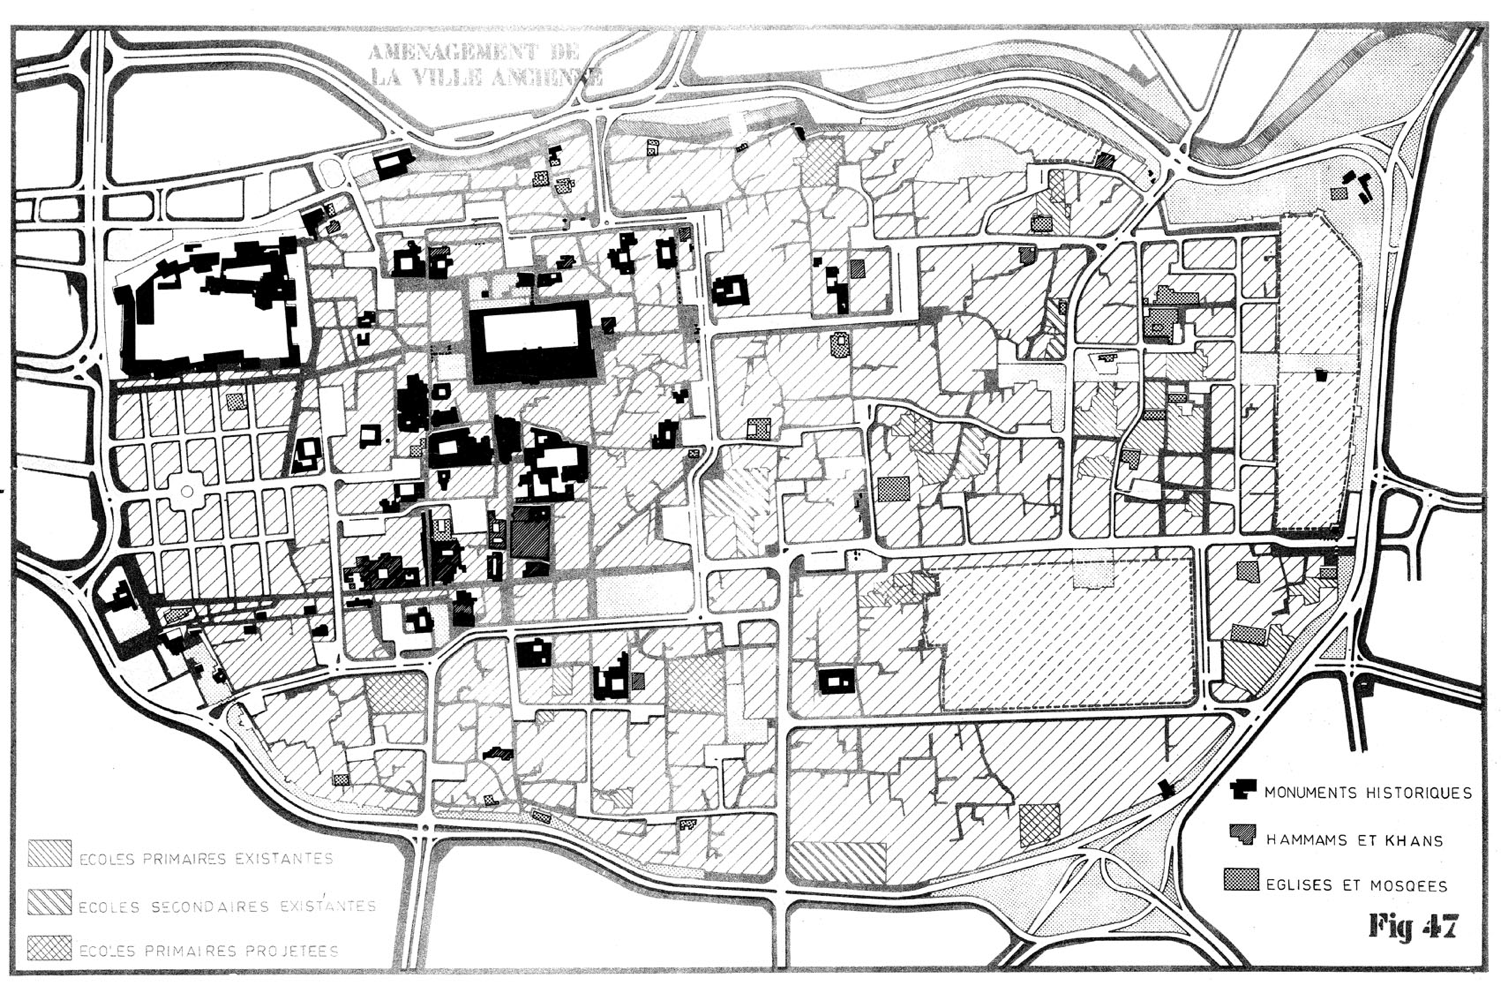 AMENAGEMENT DE
LA VILLE ANCIENNE
MONUMENTS HISTORIQUES
HAMMAMS ET KHANS
EGLISES ET MOSQEES
Fig 47
ECOLES PRIMAIRES EXISTANTES
ECOLES SECONDAIRES EXISTANTES
ECOLES PRIMAIRES PROJETEES